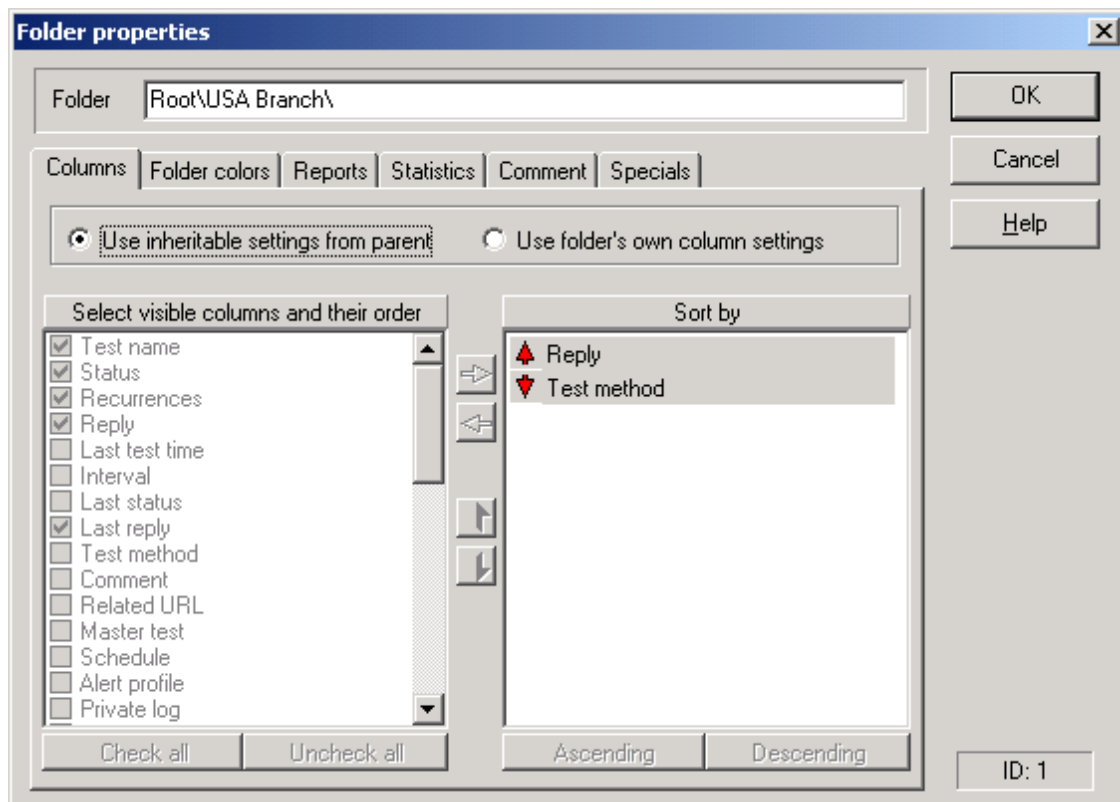 Folder properties
Folder Root\USA Branch\
OK
Cancel
Help
Columns Folder colors Reports Statistics Comment Specials
Use inheritable settings from parent Use folder's own column settings
Select visible columns and their order
Test name
Status
Recurrences
Reply
Last test time
Interval
Last status
Last reply
Test method
Comment
Related URL
Master test
Schedule
Alert profile
Private log
Check all Uncheck all
Sort by
Reply
Test method
Ascending Descending
ID: 1